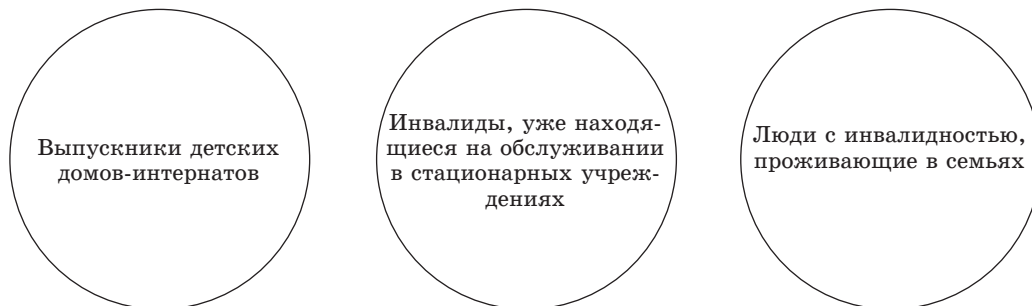 Выпускники детских
домов-интернатов
Инвалиды, уже находя-
щиеся на обслуживании
в стационарных учреж-
дениях
Люди с инвалидностью,
проживающие в семьях